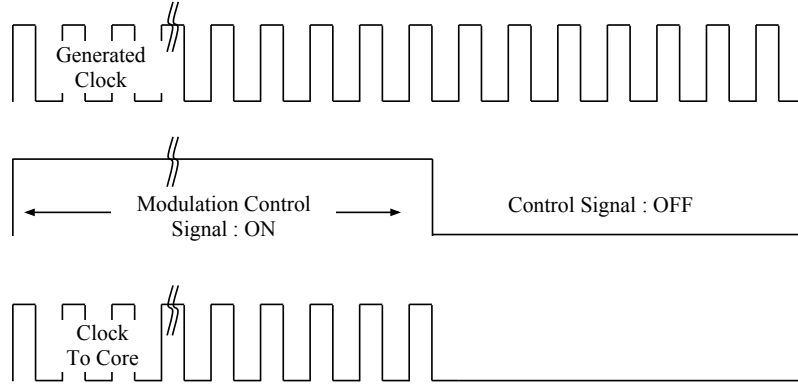 Generated
Clock
Modulation Control
Signal : ON
Control Signal : OFF
Clock
To Core